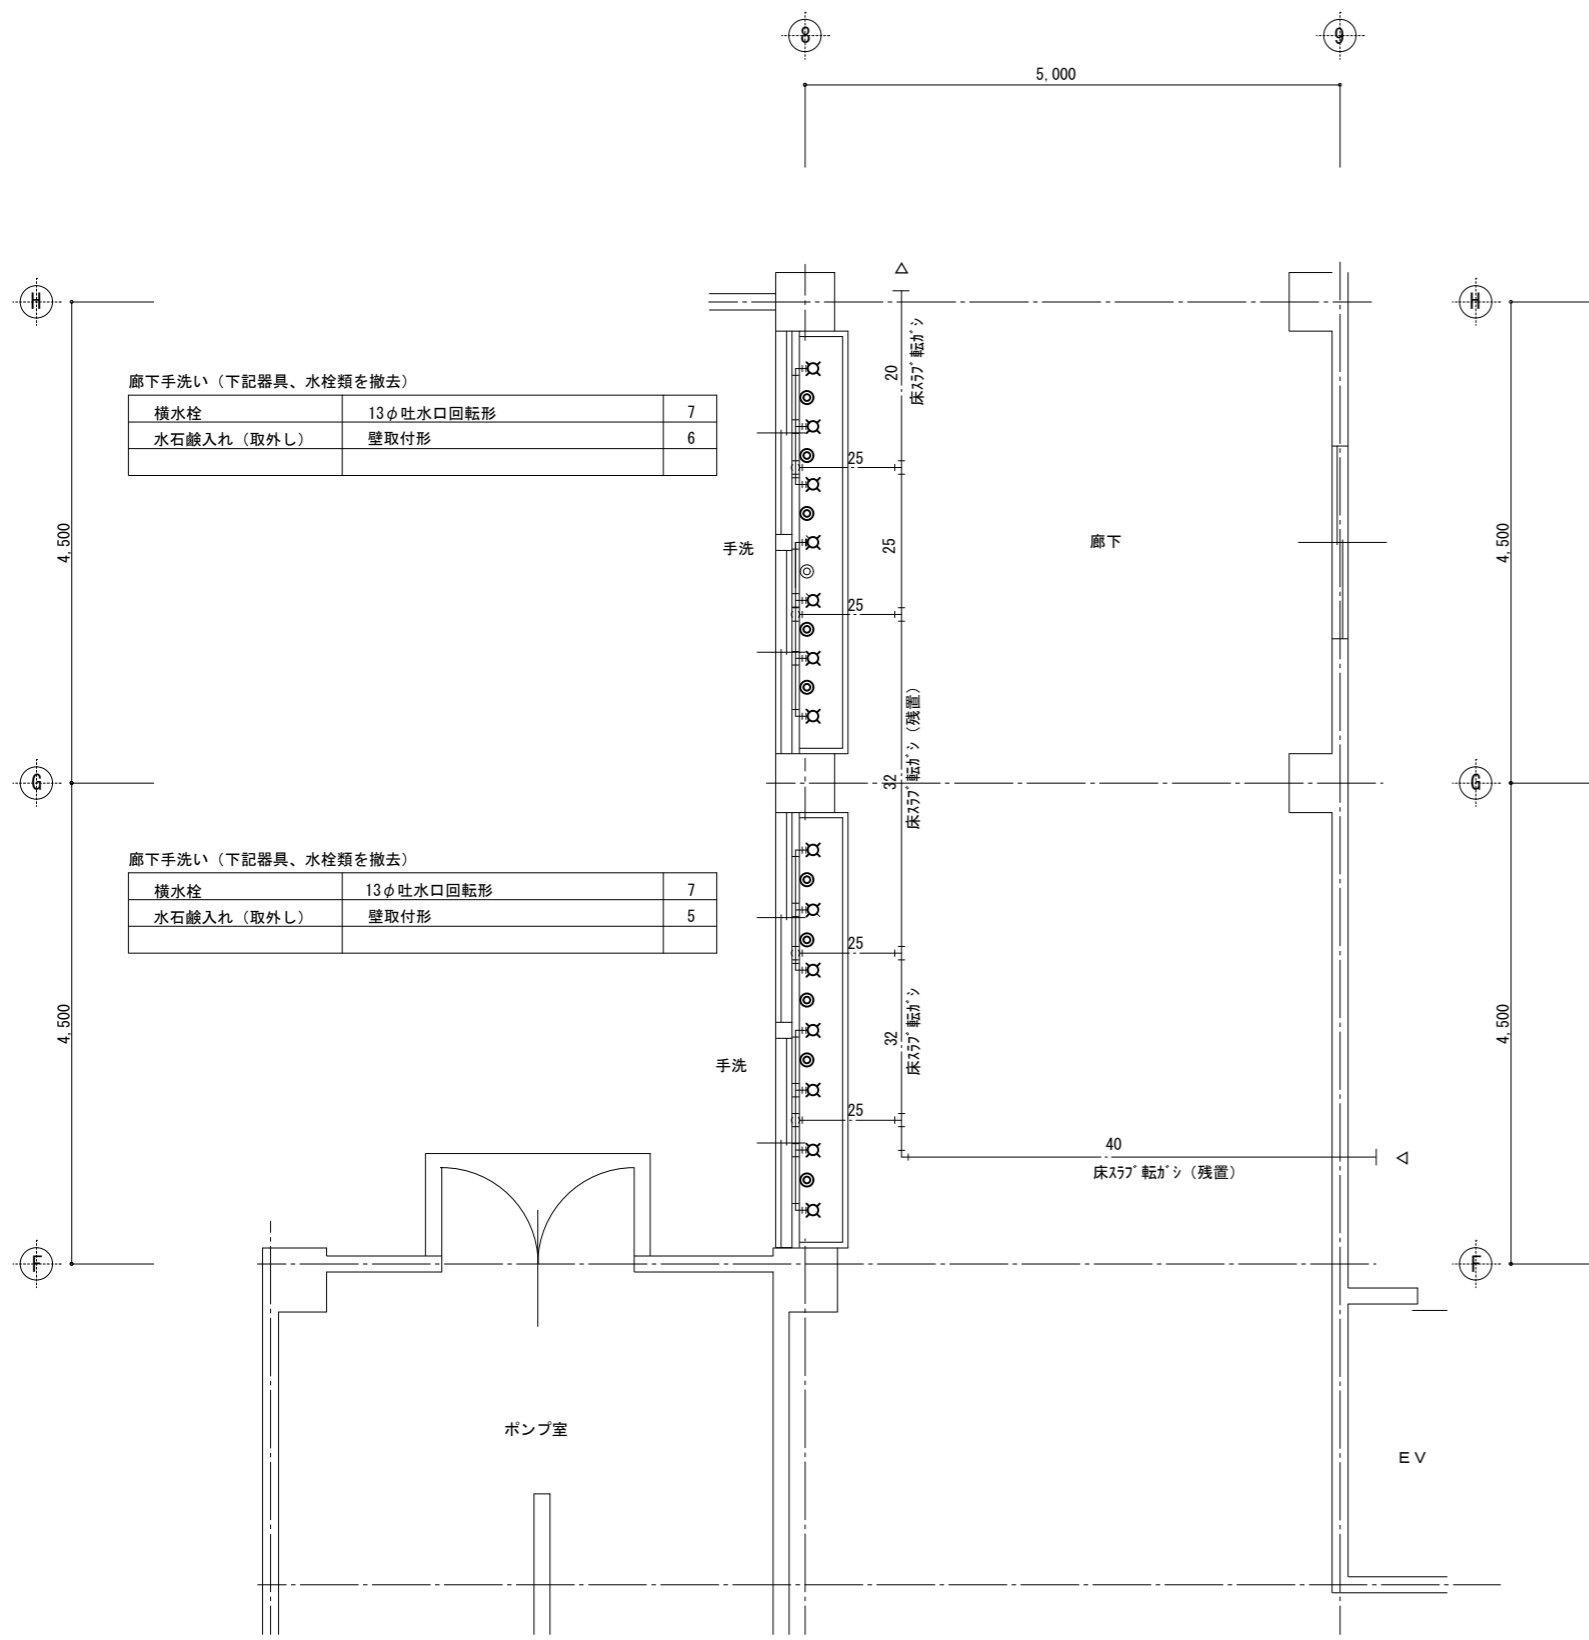 8
9
5,000
H
H
廊下手洗い（下記器具、水栓類を撤去）
横水栓 13φ吐水口回転形 7
水石鹸入れ（取外し） 壁取付形 6
20
床ｽﾗﾌﾞ転ｶﾞｼ
25
4,500
手洗
25
廊下
4,500
25
床ｽﾗﾌﾞ転ｶﾞｼ（残置）
32
G
G
廊下手洗い（下記器具、水栓類を撤去）
横水栓 13φ吐水口回転形 7
水石鹸入れ（取外し） 壁取付形 5
25
4,500
手洗
32
床ｽﾗﾌﾞ転ｶﾞｼ
4,500
25
40
床ｽﾗﾌﾞ転ｶﾞｼ（残置）
F
F
ポンプ室
ＥＶ